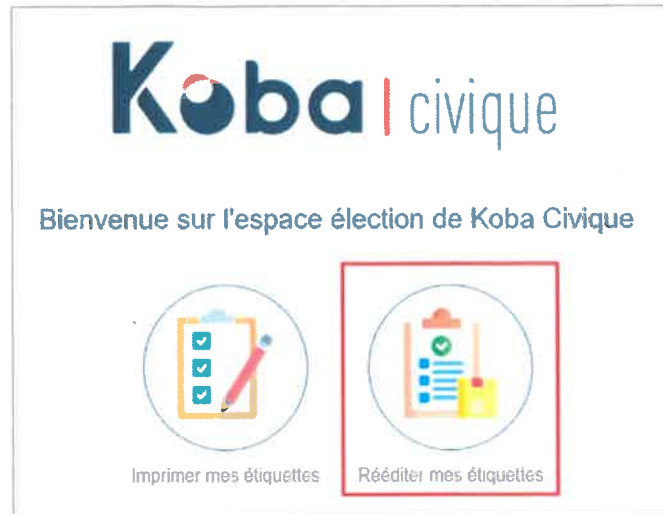 Koba | civique
Bienvenue sur l'espace élection de Koba Civique
Imprimer mes étiquettes
Rééditer mes étiquettes